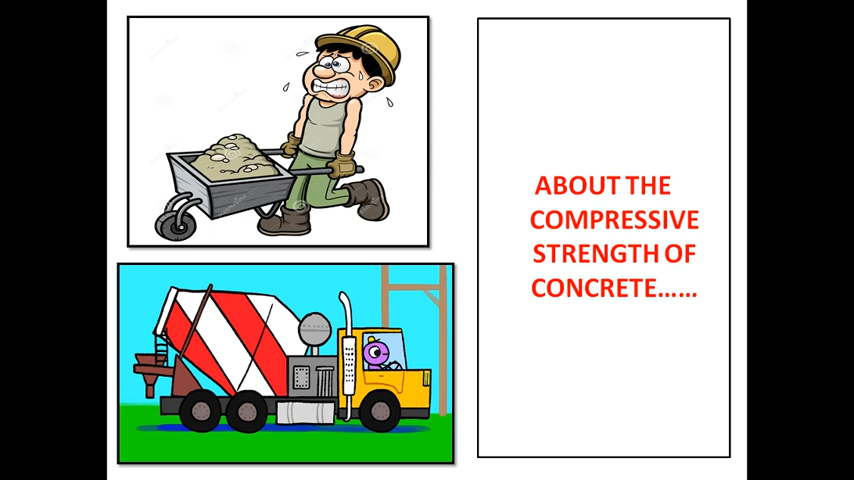 ABOUT THE
COMPRESSIVE
STRENGTH OF
CONCRETE......